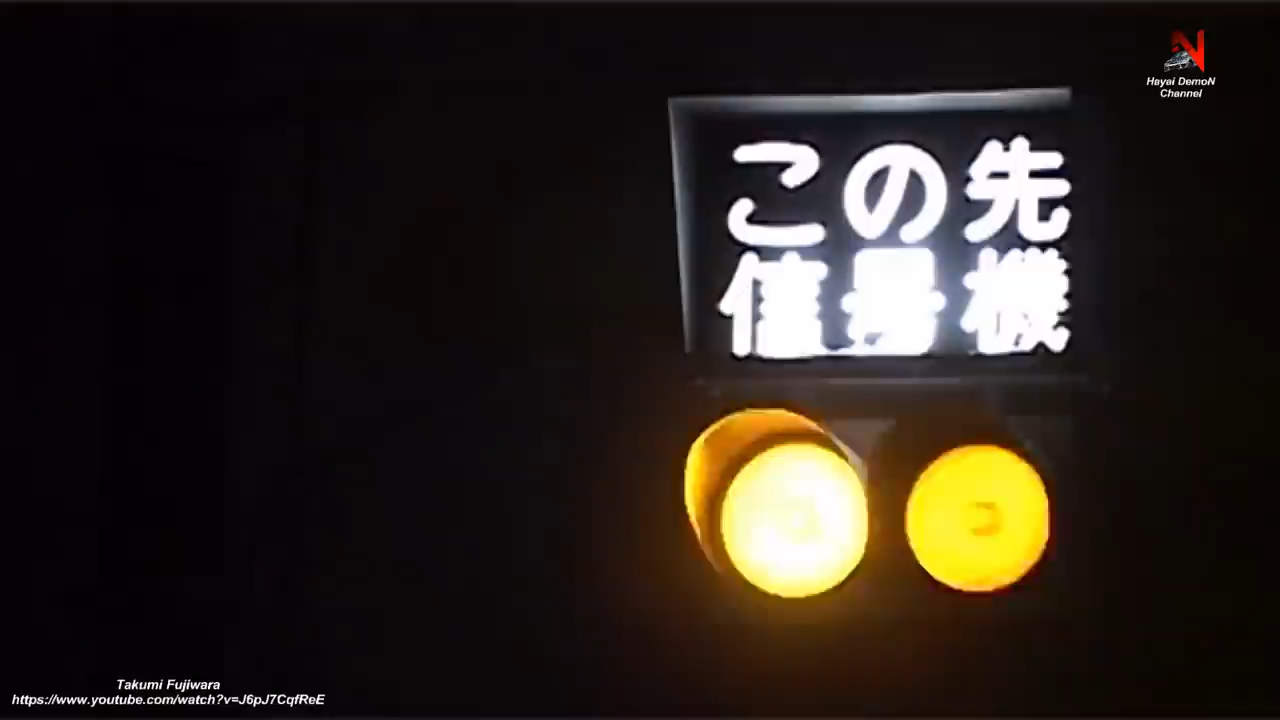 N
Hayai DemoN
Channel
この先
信号機
Takumi Fujiwara
https://www.youtube.com/watch?v=J6pJ7CqfReE